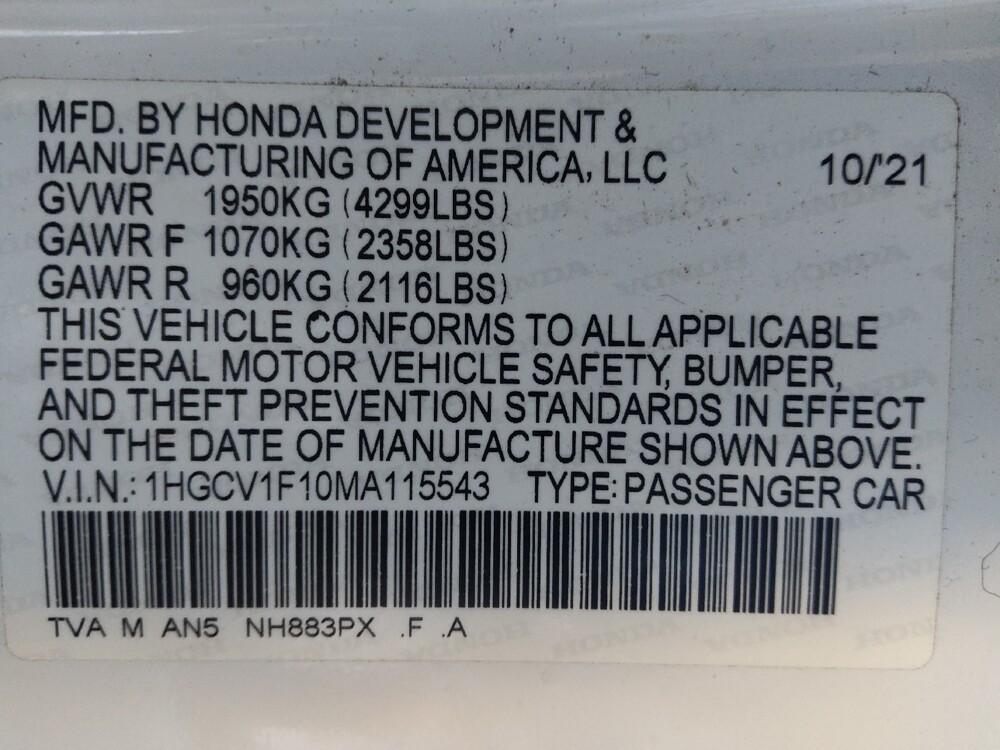 MFD. BY HONDA DEVELOPMENT &
MANUFACTURING OF AMERICA, LLC 10/'21
GVWR 1950KG (4299LBS)
GAWR F 1070KG (2358LBS)
GAWR R 960KG (2116LBS)
THIS VEHICLE CONFORMS TO ALL APPLICABLE
FEDERAL MOTOR VEHICLE SAFETY, BUMPER,
AND THEFT PREVENTION STANDARDS IN EFFECT
ON THE DATE OF MANUFACTURE SHOWN ABOVE.
V.I.N.: 1HGCV1F10MA115543 TYPE: PASSENGER CAR
TVA M AN5 NH883PX .F .A